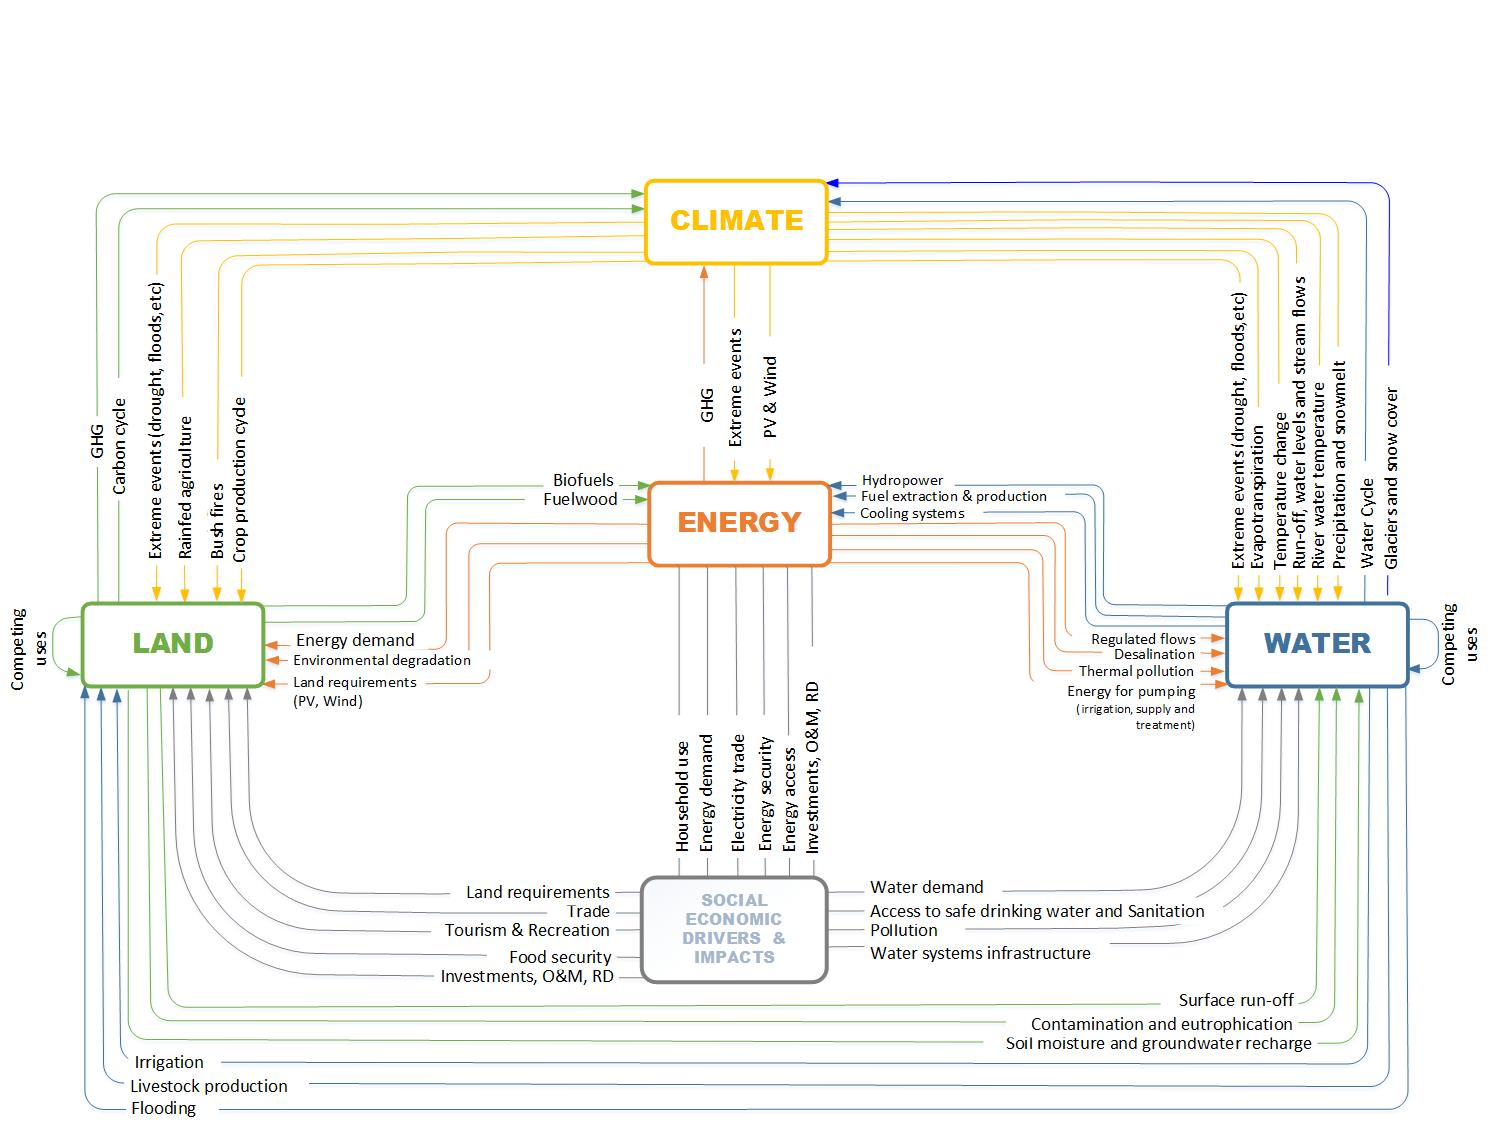 CLIMATE
GHG
Carbon cycle
Extreme events (drought, floods,etc)
Rainfed agriculture
Bush fires
Crop production cycle
GHG
Extreme events
PV & Wind
Extreme events (drought, floods,etc)
Evapotranspiration
Temperature change
Run-off, water levels and stream flows
River water temperature
Precipitation and snowmelt
Water Cycle
Glaciers and snow cover
Biofuels
Fuelwood
ENERGY
Hydropower
Fuel extraction & production
Cooling systems
Competing
uses
LAND
Energy demand
Environmental degradation
Land requirements
(PV, Wind)
Regulated flows
Desalination
Thermal pollution
Energy for pumping
(irrigation, supply and
treatment)
WATER
Competing
uses
Household use
Energy demand
Electricity trade
Energy security
Energy access
Investments, O&M, RD
Land requirements
Trade
Tourism & Recreation
Food security
Investments, O&M, RD
SOCIAL
ECONOMIC
DRIVERS &
IMPACTS
Water demand
Access to safe drinking water and Sanitation
Pollution
Water systems infrastructure
Surface run-off
Contamination and eutrophication
Soil moisture and groundwater recharge
Irrigation
Livestock production
Flooding